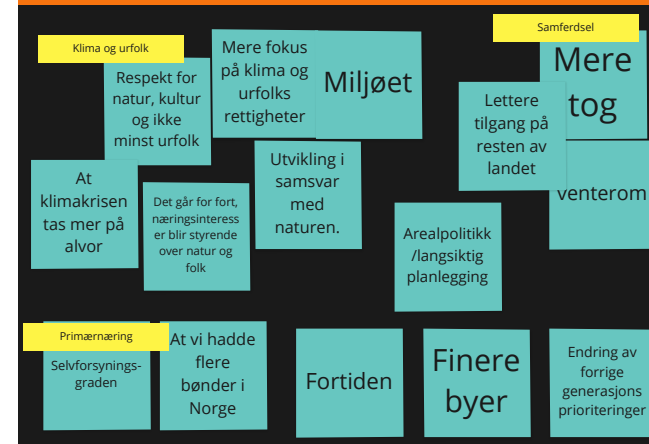 Klima og urfolk
Respekt for
natur, kultur
og ikke
minst urfolk
Mere fokus
på klima og
urfolks
rettigheter
Miljøet
Samferdsel
Mere
tog
Lettere
tilgang på
resten av
landet
venterom
At
klimakrisen
tas mer på
alvor
Det går for fort,
næringsinteress
er blir styrende
over natur og
folk
Utvikling i
samsvar
med
naturen.
Arealpolitikk
/langsiktig
planlegging
Primærnæring
Selvforsynings-
graden
At vi hadde
flere
bønder i
Norge
Fortiden
Finere
byer
Endring av
forrige
generasjons
prioriteringer